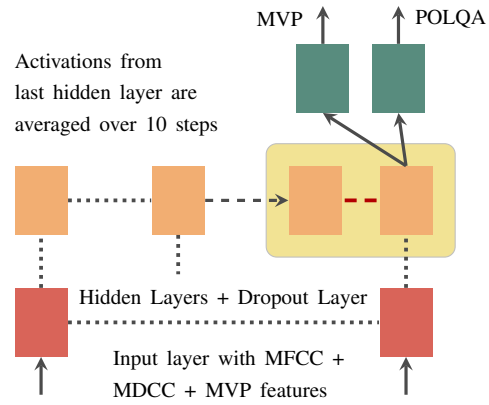 MVP
POLQA
Activations from
last hidden layer are
averaged over 10 steps
Hidden Layers + Dropout Layer
Input layer with MFCC +
MDCC + MVP features